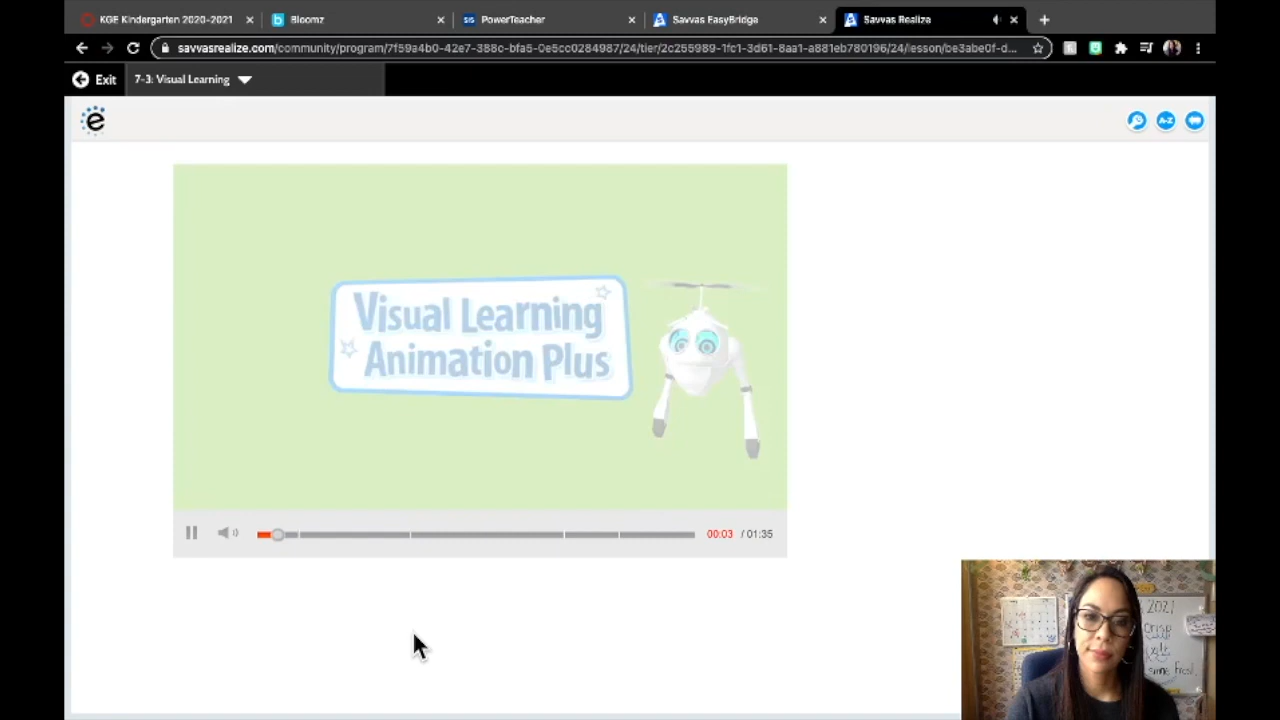 KGE Kindergarten 2020-2021
Bloomz
PowerTeacher
Savvas EasyBridge
Savvas Realize
savvasrealize.com/community/program/7f59a4b0-42e7-388c-bfa5-0e5cc0284987/24/tier/2c255989-1fc1-3d61-8aa1-a881eb780196/24/lesson/be3abe0f-d...
Exit
7-3: Visual Learning
e
A-Z
Visual Learning
Animation Plus
00:03 / 01:35
2021
Crisp